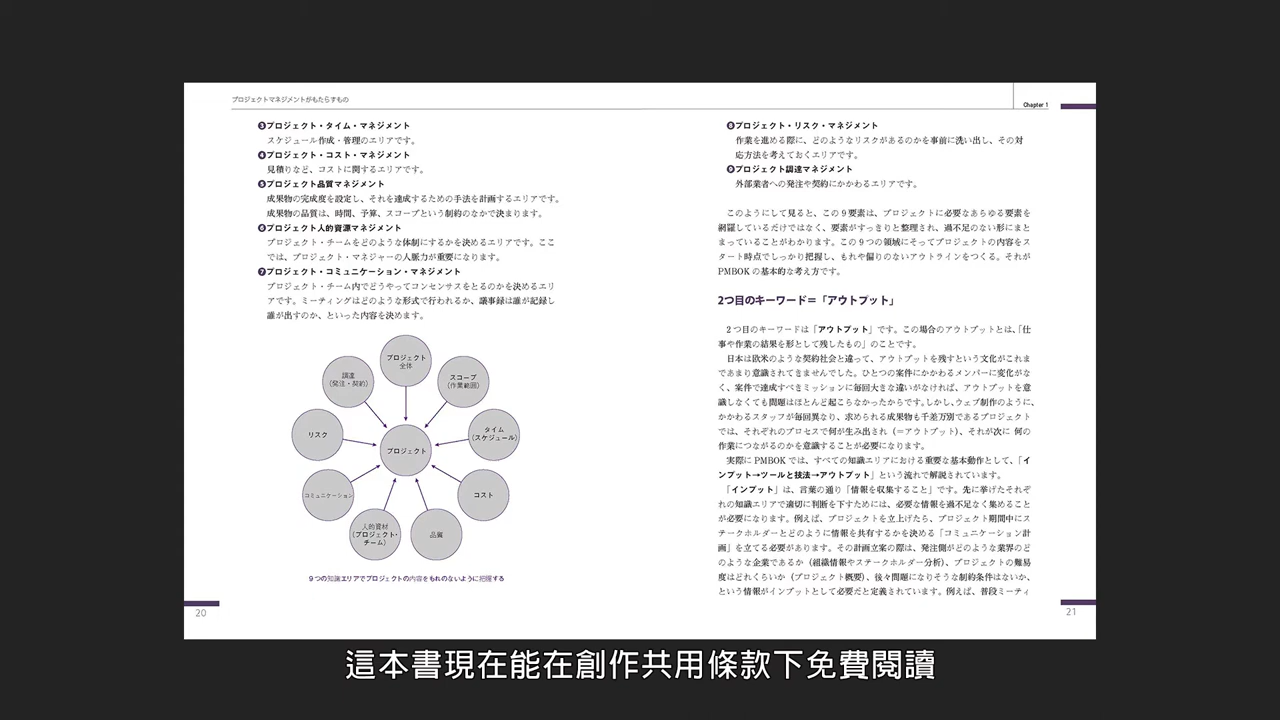 プロジェクトマネジメントがもたらすもの
Chapter 1
❸プロジェクト・タイム・マネジメント
スケジュール作成・管理のエリアです。
❹プロジェクト・コスト・マネジメント
見積りなど、コストに関するエリアです。
❺プロジェクト品質マネジメント
成果物の完成度を設定し、それを達成するための手法を計画するエリアです。
成果物の品質は、時間、予算、スコープという制約のなかで決まります。
❻プロジェクト人的資源マネジメント
プロジェクト・チームをどのような体制にするかを決めるエリアです。ここ
では、プロジェクト・マネジャーの人脈力が重要になります。
❼プロジェクト・コミュニケーション・マネジメント
プロジェクト・チーム内でどうやってコンセンサスをとるのかを決めるエリ
アです。ミーティングはどのような形式で行われるか、議事録は誰が記録し
誰が出すのか、といった内容を決めます。
プロジェクト
全体
スコープ
(作業範囲)
タイム
(スケジュール)
コスト
品質
人的資材
(プロジェクト・
チーム)
コミュニケーション
リスク
調達
(発注・契約)
プロジェクト
9つの知識エリアでプロジェクトの内容をもれのないように把握する
20
❽プロジェクト・リスク・マネジメント
作業を進める際に、どのようなリスクがあるのかを事前に洗い出し、その対
応方法を考えておくエリアです。
❾プロジェクト調達マネジメント
外部業者への発注や契約にかかわるエリアです。
このようにして見ると、この9要素は、プロジェクトに必要なあらゆる要素を
網羅しているだけではなく、要素がすっきりと整理され、過不足のない形にまと
まっていることがわかります。この9つの領域にそってプロジェクトの内容をス
タート時点でしっかり把握し、もれや偏りのないアウトラインをつくる。それが
PMBOKの基本的な考え方です。
2つ目のキーワード=「アウトプット」
2つ目のキーワードは「アウトプット」です。この場合のアウトプットとは、「仕
事や作業の結果を形として残したもの」のことです。
日本は欧米のような契約社会と違って、アウトプットを残すという文化がこれま
であまり意識されてきませんでした。ひとつの案件にかかわるメンバーに変化がな
く、案件で達成すべきミッションに毎回大きな違いがなければ、アウトプットを意
識しなくても問題はほとんど起こらなかったからです。しかし、ウェブ制作のように、
かかわるスタッフが毎回異なり、求められる成果物も千差万別であるプロジェクト
では、それぞれのプロセスで何が生み出され(=アウトプット)、それが次に 何の
作業につながるのかを意識することが必要になります。
実際にPMBOKでは、すべての知識エリアにおける重要な基本動作として、「イ
ンプット→ツールと技法→アウトプット」という流れで解説されています。
「インプット」は、言葉の通り「情報を収集すること」です。先に挙げたそれぞ
れの知識エリアで適切に判断を下すためには、必要な情報を過不足なく集めること
が必要になります。例えば、プロジェクトを立上げたら、プロジェクト期間中にス
テークホルダーとどのように情報を共有するかを決める「コミュニケーション計
画」を立てる必要があります。その計画立案の際は、発注側がどのような業界のど
のような企業であるか(組織情報やステークホルダー分析)、プロジェクトの難易
度はどれくらいか(プロジェクト概要)、後々問題になりそうな制約条件はないか、
という情報がインプットとして必要だと定義されています。例えば、普段ミーティ
21
這本書現在能在創作共用條款下免費閱讀